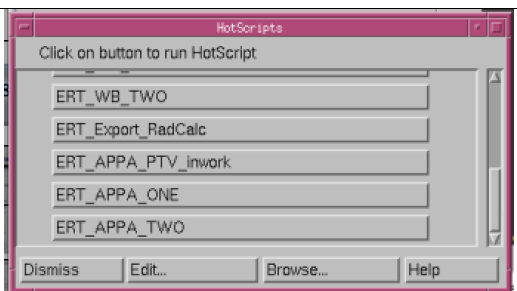 HotScripts
Click on button to run HotScript
ERT_WB_TWO
ERT_Export_RadCalc
ERT_APPA_PTV_inwork
ERT_APPA_ONE
ERT_APPA_TWO
Dismiss Edit... Browse... Help